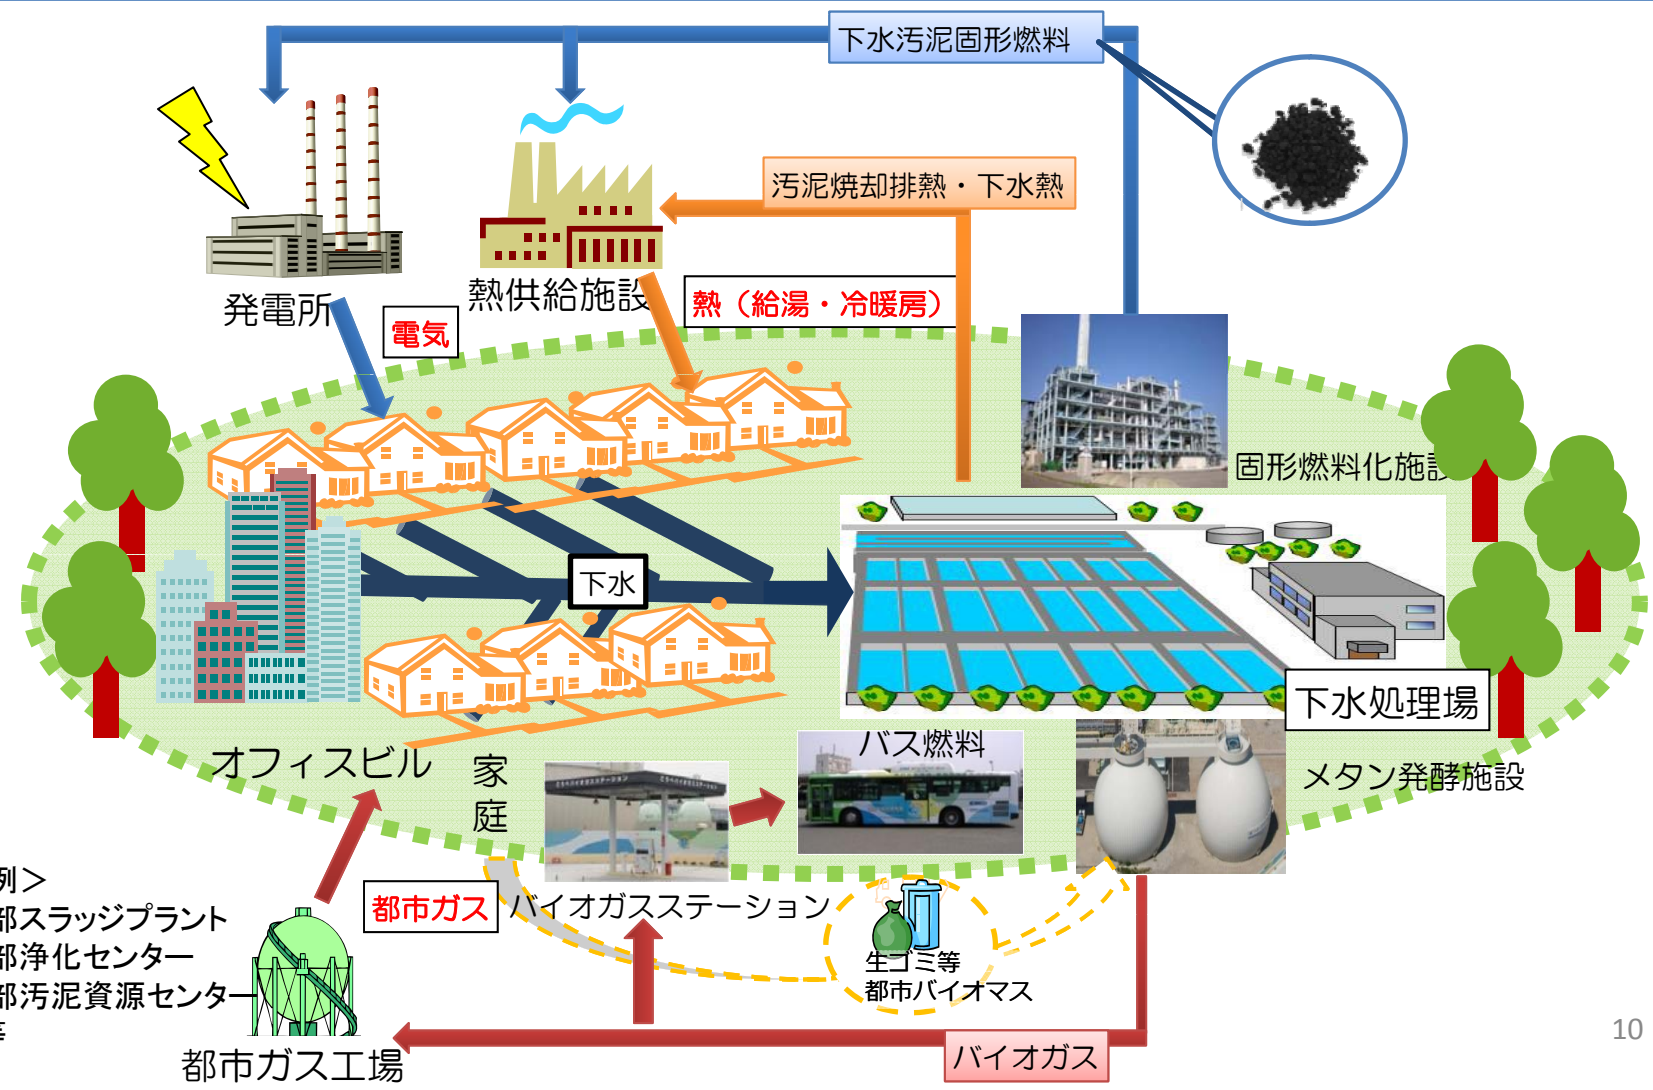 下水汚泥固形燃料
汚泥焼却排熱・下水熱
発電所
熱供給施設
電気
熱（給湯・冷暖房）
固形燃料化施設
下水
下水処理場
オフィスビル
家
庭
バス燃料
メタン発酵施設
例＞
部スラッジプラント
部浄化センター
部汚泥資源センター
等
都市ガス
バイオガスステーション
生ゴミ等
都市バイオマス
都市ガス工場
バイオガス
10